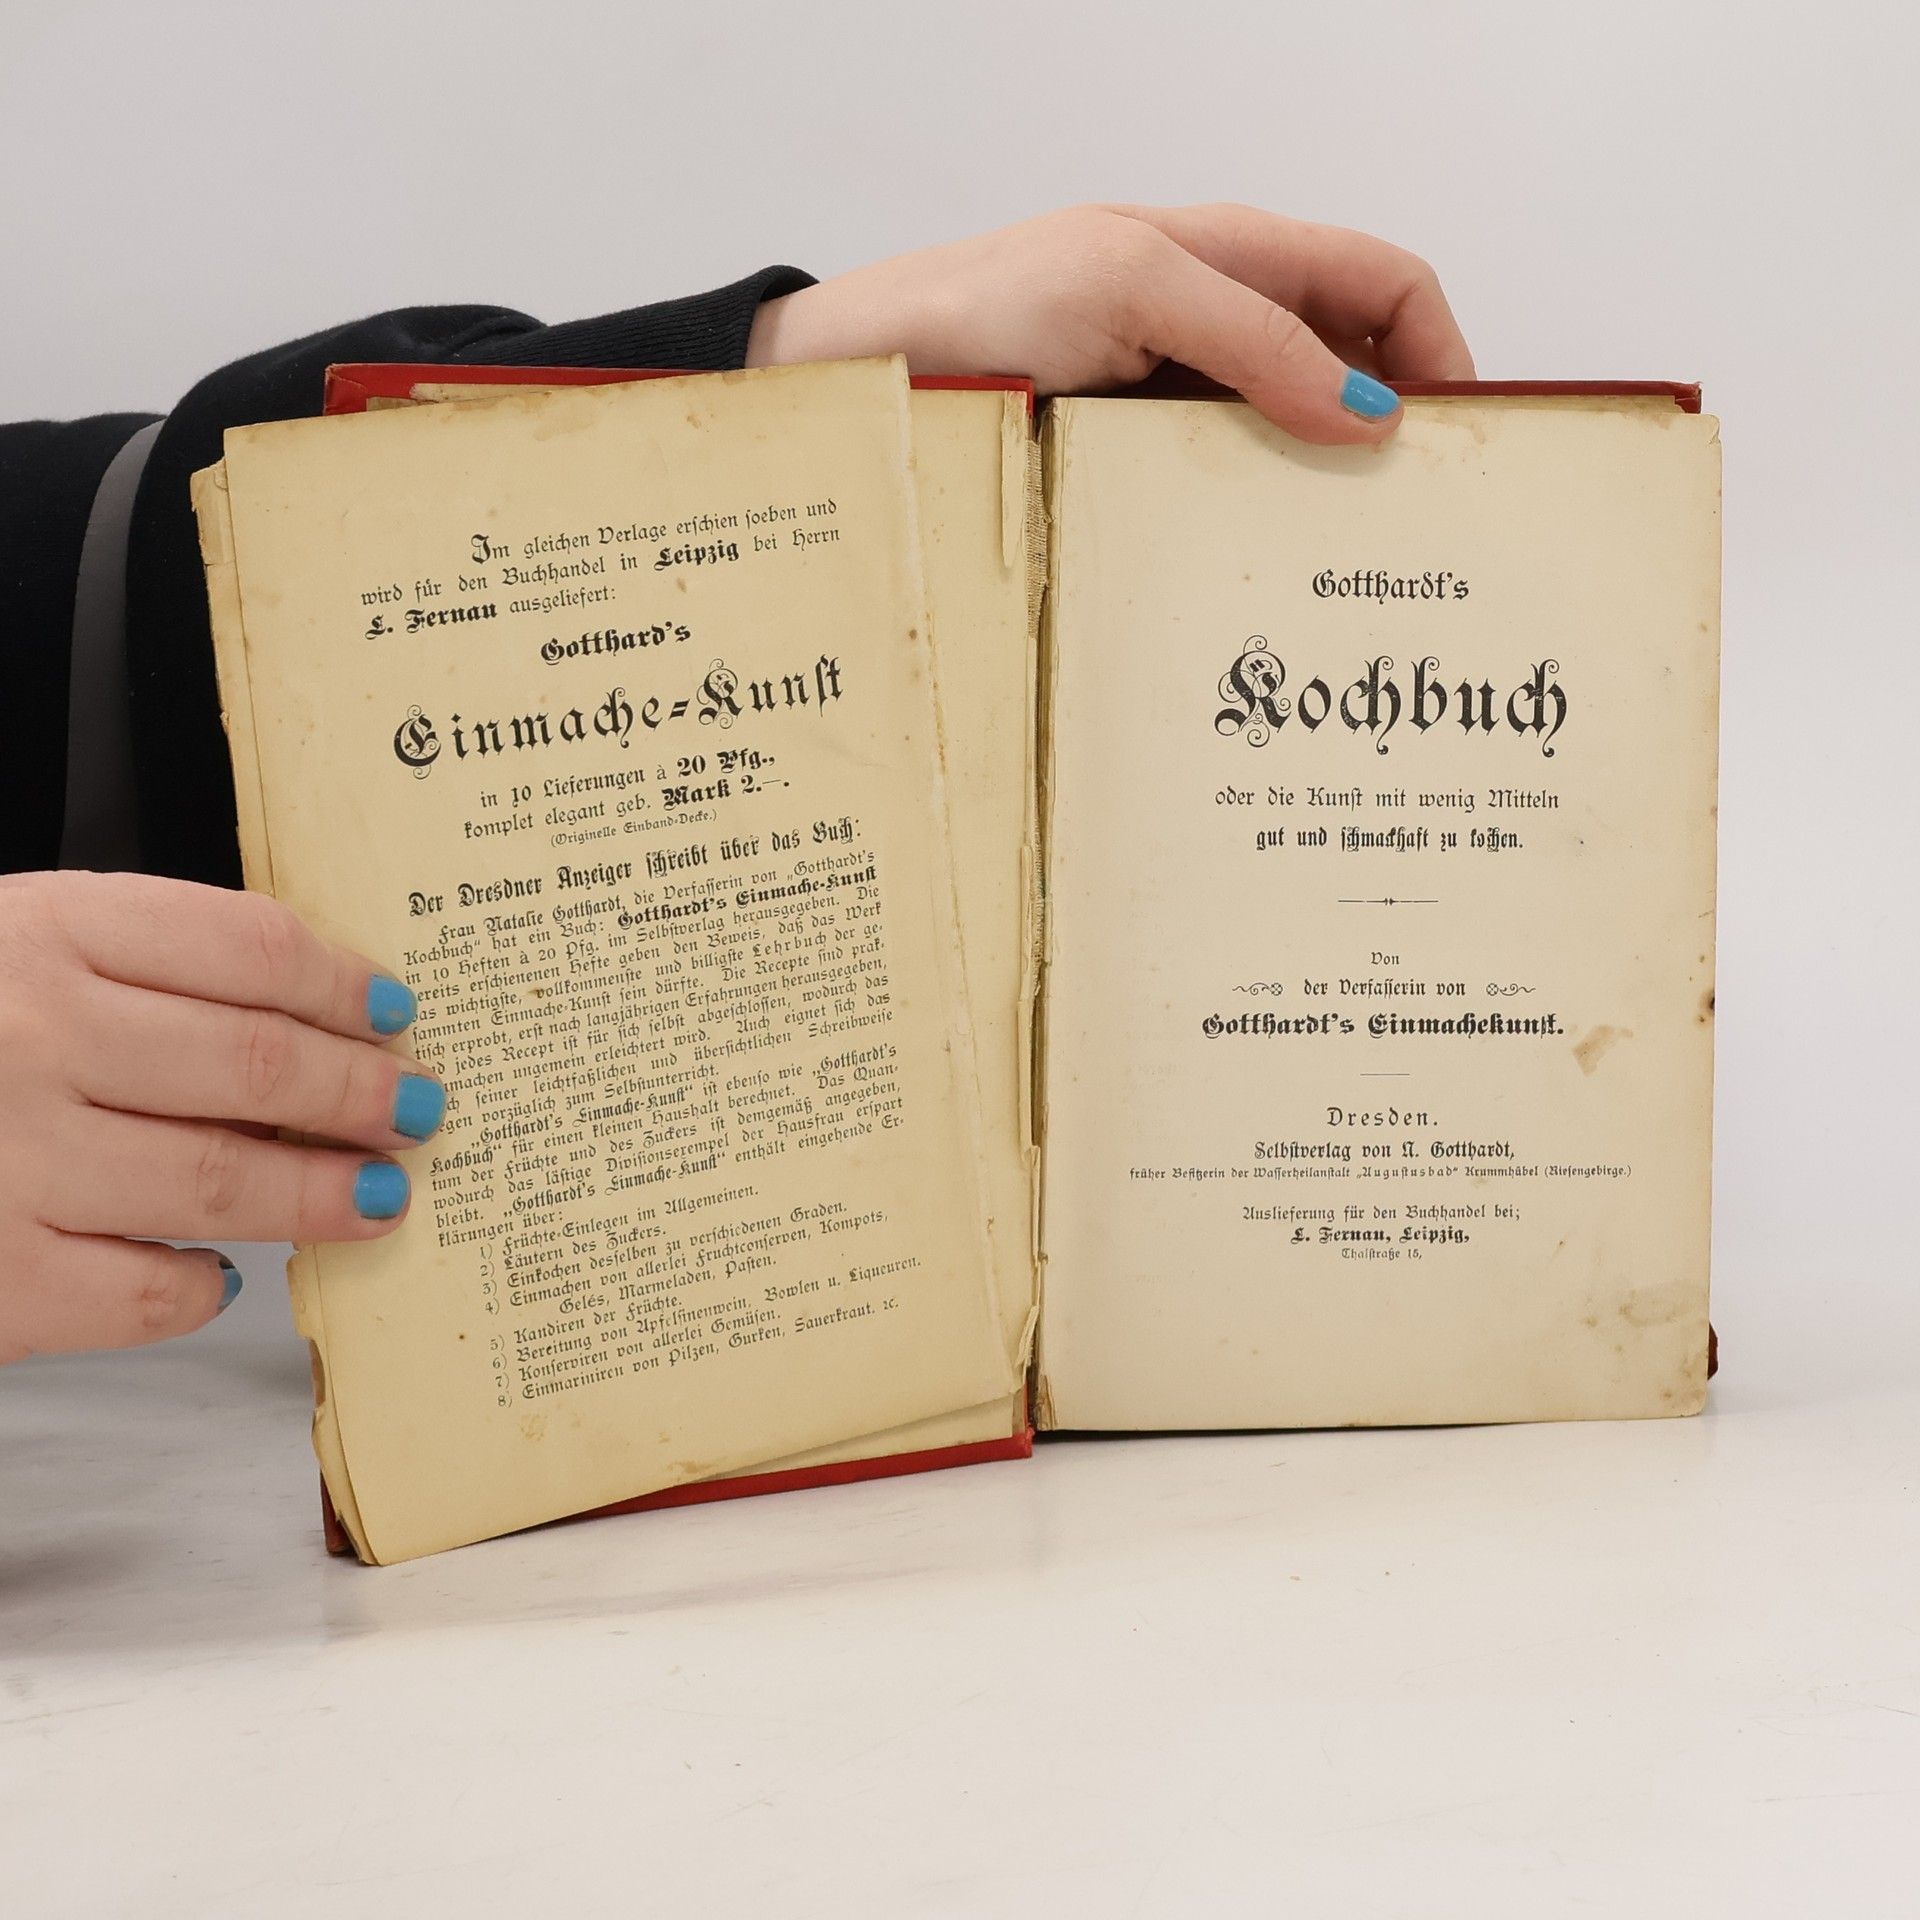 Im gleichen Verlage erschien soeben und
wird für den Buchhandel in Leipzig bei Herrn
L. Fernau ausgeliefert:
Gotthard's
Einmache-Kunst
in 10 Lieferungen à 20 Pfg.,
komplet elegant geb. Mark 2.—.
(Originelle Einband-Decke.)
Der Dresdner Anzeiger schreibt über das Buch:
Frau Natalie Gotthardt, die Verfasserin von „Gotthardt's
Kochbuch“ hat ein Buch: Gotthardt's Einmache-Kunst
in 10 Heften à 20 Pfg. im Selbstverlag herausgegeben. Die
bereits erschienenen Hefte geben den Beweis, daß das Werk
das wichtigste, vollkommenste und billigste Lehrbuch der ge-
sammten Einmache-Kunst sein dürfte. Die Recepte sind prak-
tisch erprobt, erst nach langjährigen Erfahrungen herausgegeben,
und jedes Recept ist für sich selbst abgeschlossen, wodurch das
Einmachen ungemein erleichtert wird. Auch eignet sich das
seiner leichtfaßlichen und übersichtlichen Schreibweise
wegen vorzüglich zum Selbstunterricht.
„Gotthardt's Einmache-Kunst“ ist ebenso wie „Gotthardt's
Kochbuch“ für einen kleinen Haushalt berechnet. Das Quan-
tum der Früchte und des Zuckers ist demgemäß angegeben,
wodurch das lästige Divisionsexempel der Hausfrau erspart
bleibt. „Gotthardt's Einmache-Kunst“ enthält eingehende Er-
klärungen über:
1) Früchte-Einlegen im Allgemeinen.
2) Läutern des Zuckers.
3) Einkochen desselben zu verschiedenen Graden.
4) Einmachen von allerlei Fruchtconserven, Kompots,
Gelés, Marmeladen, Pasten.
5) Kandiren der Früchte.
6) Bereitung von Apfelsinenwein, Bowlen u. Liqueuren.
7) Konserviren von allerlei Gemüsen.
8) Einmariniren von Pilzen, Gurken, Sauerkraut. ꝛc.
Gotthardt's
Kochbuch
oder die Kunst mit wenig Mitteln
gut und schmackhaft zu kochen.
Von
der Verfasserin von
Gotthardt's Einmachekunst.
Dresden.
Selbstverlag von N. Gotthardt,
früher Besitzerin der Wasserheilanstalt „Augustusbad“ Krummhübel (Riesengebirge.)
Auslieferung für den Buchhandel bei;
L. Fernau, Leipzig,
Thalstraße 15,